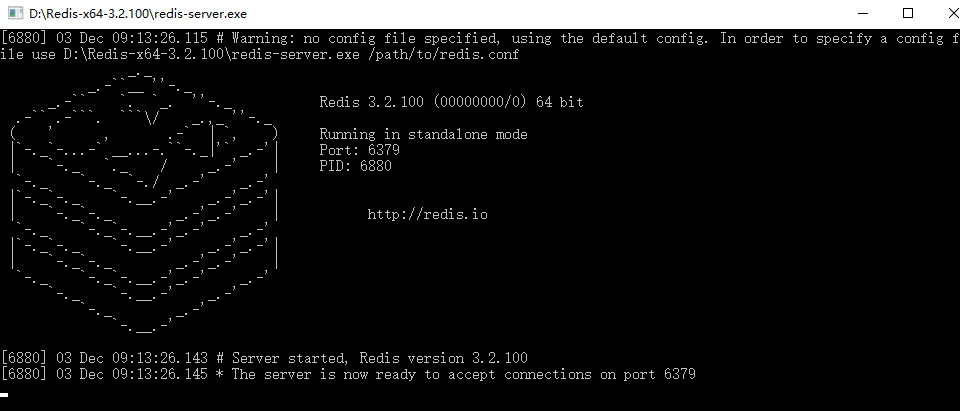 D:\Redis-x64-3.2.100\redis-server.exe
[6880] 03 Dec 09:13:26.115 # Warning: no config file specified, using the default config. In order to specify a config f
ile use D:\Redis-x64-3.2.100\redis-server.exe /path/to/redis.conf
Redis 3.2.100 (00000000/0) 64 bit
Running in standalone mode
Port: 6379
PID: 6880
http://redis.io
[6880] 03 Dec 09:13:26.143 # Server started, Redis version 3.2.100
[6880] 03 Dec 09:13:26.145 * The server is now ready to accept connections on port 6379